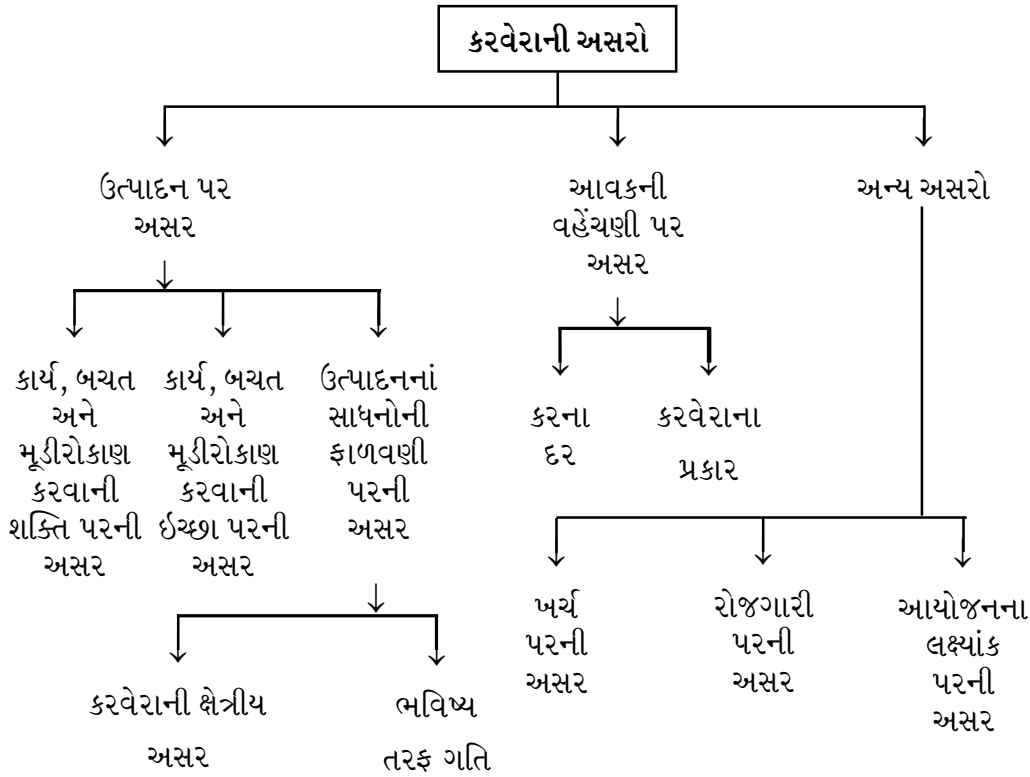 કરવેરાની અસરો
ઉત્પાદન પર
અસર
આવકની
વહેંચણી પર
અસર
અન્ય અસરો
કાર્ય, બચત
અને
મૂડીરોકાણ
કરવાની
શક્તિ પરની
અસર
કાર્ય, બચત
અને
મૂડીરોકાણ
કરવાની
ઇચ્છા પરની
અસર
ઉત્પાદનનાં
સાધનોની
ફાળવણી
પરની
અસર
કરના
દર
કરવેરાના
પ્રકાર
ખર્ચ
પરની
અસર
રોજગારી
પરની
અસર
આયોજનના
લક્ષ્યાંક
પરની
અસર
કરવેરાની ક્ષેત્રીય
અસર
ભવિષ્ય
તરફ ગતિ